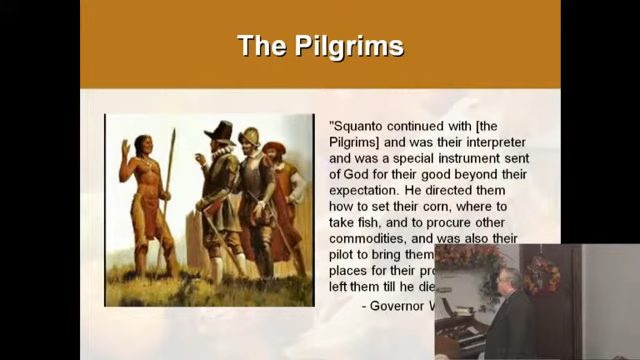 The Pilgrims
"Squanto continued with [the
Pilgrims] and was their interpreter
and was a special instrument sent
of God for their good beyond their
expectation. He directed them
how to set their corn, where to
take fish, and to procure other
commodities, and was also their
pilot to bring them
places for their
left them till he
- Governor